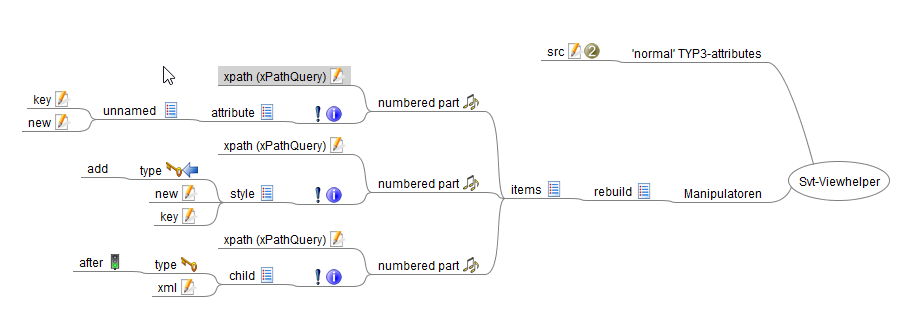 src 2 'normal' TYP3-attributes
xpath (xPathQuery)
key
unnamed attribute numbered part
new
xpath (xPathQuery)
add type
new style numbered part items rebuild Manipulatoren Svt-Viewhelper
key
xpath (xPathQuery)
after type
child numbered part
xml